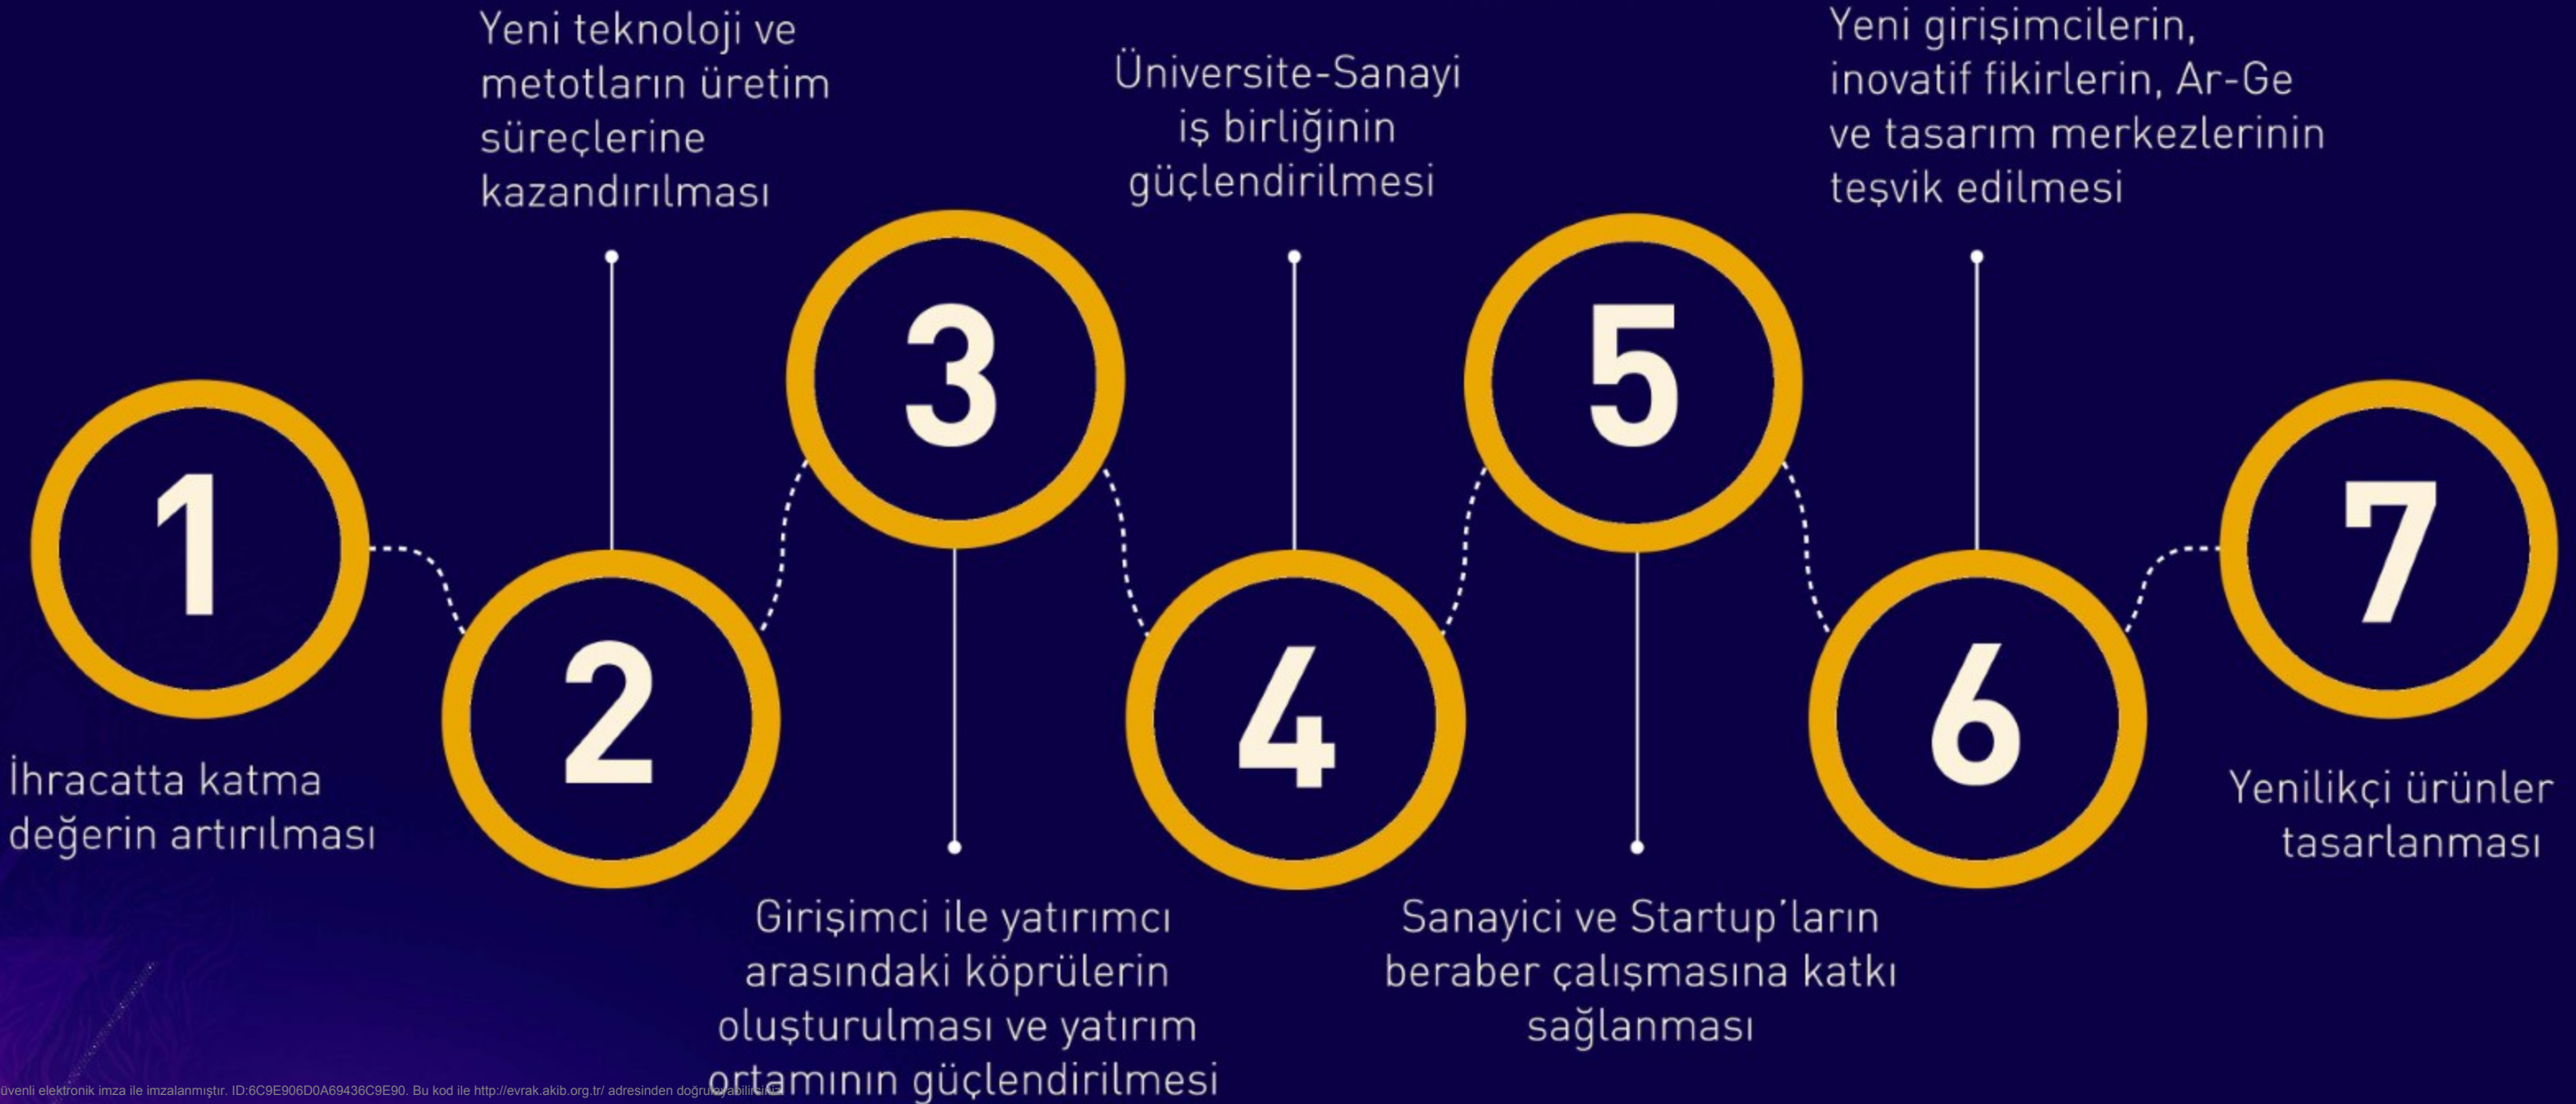 1
İhracatta katma
değerin artırılması
Yeni teknoloji ve
metotların üretim
süreçlerine
kazandırılması
2
3
Girişimci ile yatırımcı
arasındaki köprülerin
oluşturulması ve yatırım
ortamının güçlendirilmesi
Üniversite-Sanayi
iş birliğinin
güçlendirilmesi
4
5
Sanayici ve Startup'ların
beraber çalışmasına katkı
sağlanması
Yeni girişimcilerin,
inovatif fikirlerin, Ar-Ge
ve tasarım merkezlerinin
teşvik edilmesi
6
7
Yenilikçi ürünler
tasarlanması
üvenli elektronik imza ile imzalanmıştır. ID:6C9E906D0A69436C9E90. Bu kod ile http://evrak.akib.org.tr/ adresinden